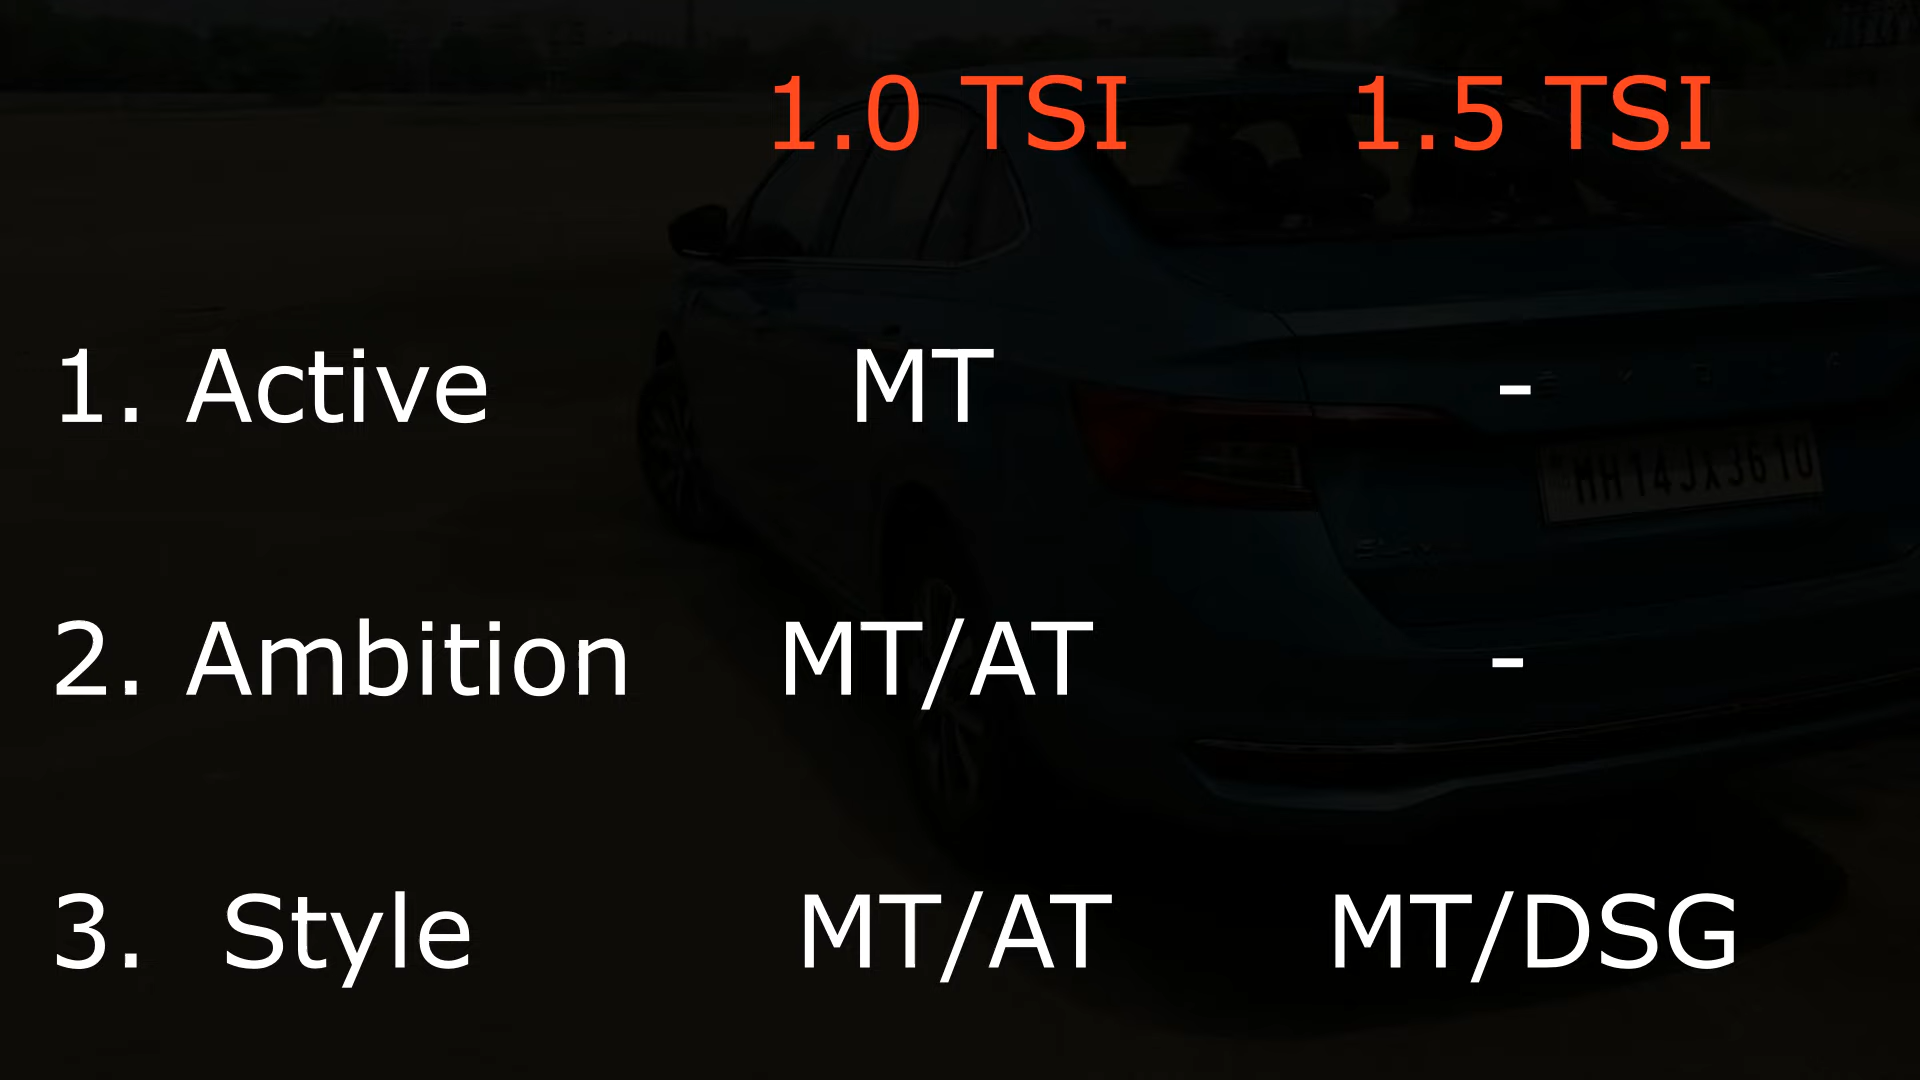 1.0 TSI 1.5 TSI
1. Active MT -
MH14JX3610
2. Ambition MT/AT -
3. Style MT/AT MT/DSG